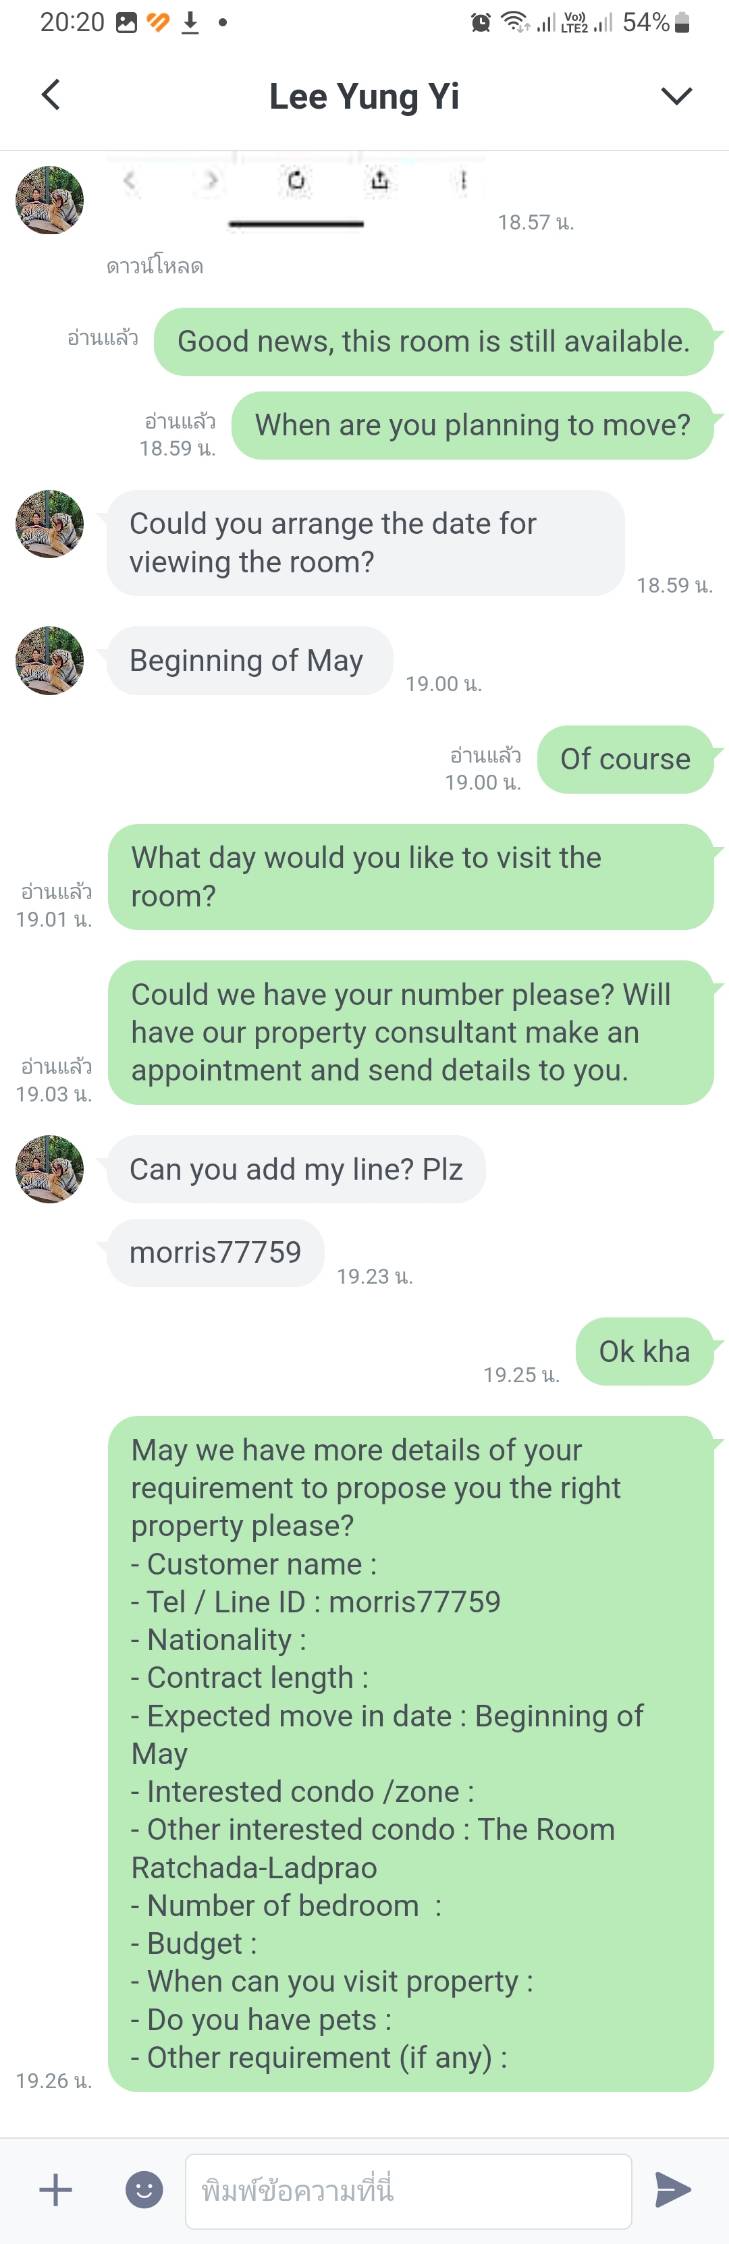 20:20
Vo))
LTE2
54%
Lee Yung Yi
18.57 น.
ดาวน์โหลด
อ่านแล้ว
Good news, this room is still available.
อ่านแล้ว
18.59 น.
When are you planning to move?
Could you arrange the date for
viewing the room?
18.59 น.
Beginning of May
19.00 น.
อ่านแล้ว
19.00 น.
Of course
What day would you like to visit the
room?
อ่านแล้ว
19.01 น.
Could we have your number please? Will
have our property consultant make an
appointment and send details to you.
อ่านแล้ว
19.03 น.
Can you add my line? Plz
morris77759
19.23 น.
Ok kha
19.25 น.
May we have more details of your
requirement to propose you the right
property please?
- Customer name :
- Tel / Line ID : morris77759
- Nationality :
- Contract length :
- Expected move in date : Beginning of
May
- Interested condo /zone :
- Other interested condo : The Room
Ratchada-Ladprao
- Number of bedroom  :
- Budget :
- When can you visit property :
- Do you have pets :
- Other requirement (if any) :
19.26 น.
พิมพ์ข้อความที่นี่